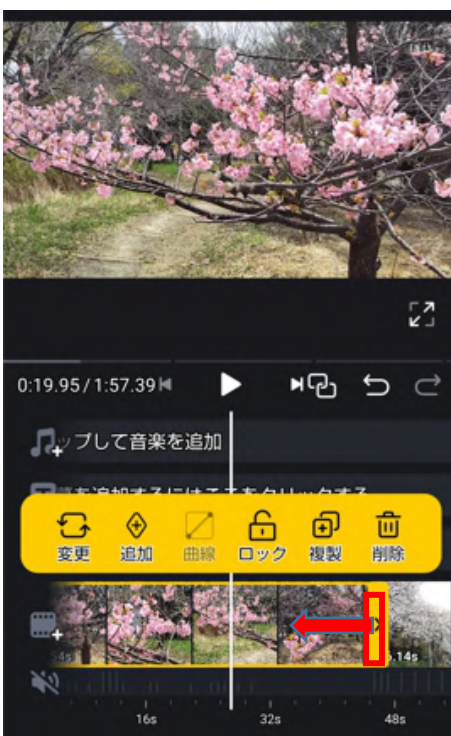 0:19.95/1:57.39
ップして音楽を追加
を追加するにはここをクリックする
変更 追加 曲線 ロック 複製 削除
.14s
16s 32s 48s